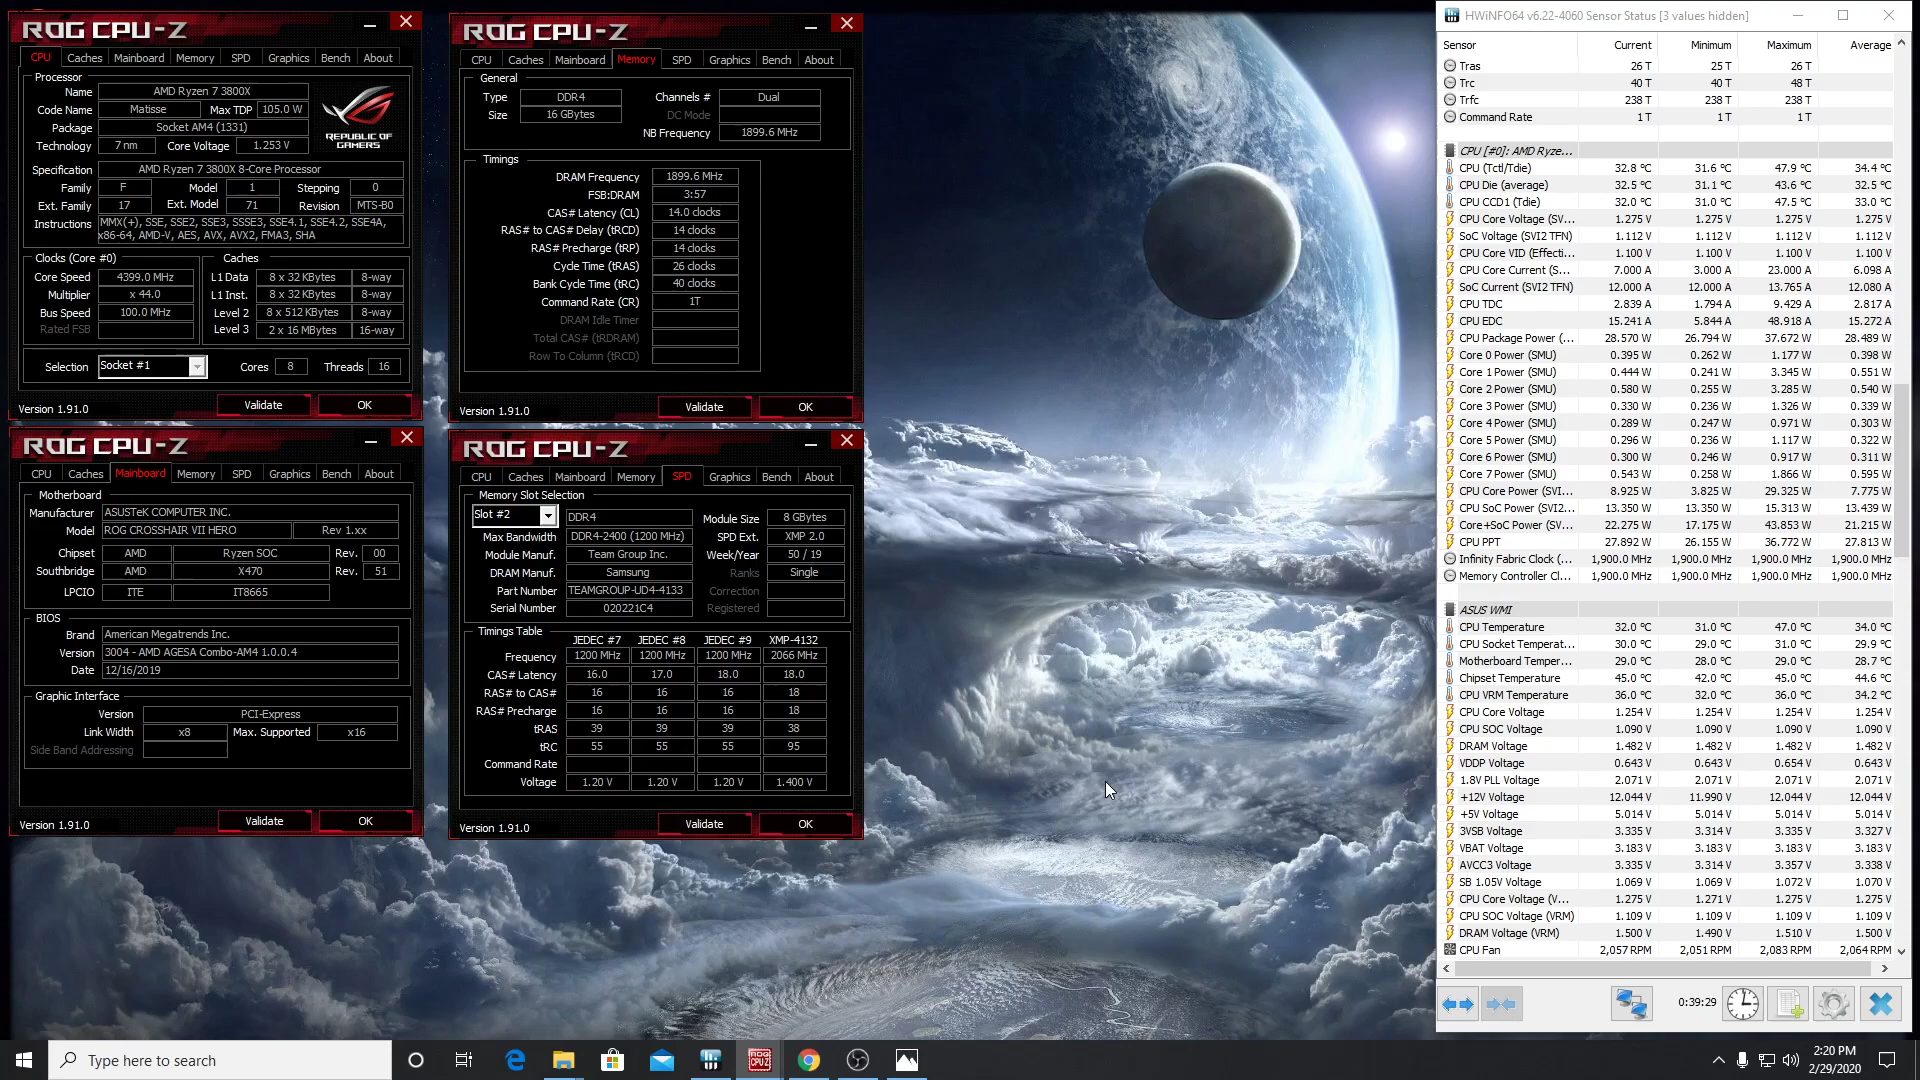 ROG CPU-Z
CPU Caches Mainboard Memory SPD Graphics Bench About
Processor
Name AMD Ryzen 7 3800X
Code Name Matisse Max TDP 105.0 W
Package Socket AM4 (1331)
Technology 7 nm Core Voltage 1.253 V
REPUBLIC OF
GAMERS
Specification AMD Ryzen 7 3800X 8-Core Processor
Family F Model 1 Stepping 0
Ext. Family 17 Ext. Model 71 Revision MTS-B0
Instructions MMX(+), SSE, SSE2, SSE3, SSSE3, SSE4.1, SSE4.2, SSE4A,
x86-64, AMD-V, AES, AVX, AVX2, FMA3, SHA
Clocks (Core #0) Caches
Core Speed 4399.0 MHz L1 Data 8 x 32 KBytes 8-way
Multiplier x 44.0 L1 Inst. 8 x 32 KBytes 8-way
Bus Speed 100.0 MHz Level 2 8 x 512 KBytes 8-way
Rated FSB Level 3 2 x 16 MBytes 16-way
Selection Socket #1 Cores 8 Threads 16
Version 1.91.0 Validate OK
ROG CPU-Z
CPU Caches Mainboard Memory SPD Graphics Bench About
General
Type DDR4 Channels # Dual
Size 16 GBytes DC Mode
NB Frequency 1899.6 MHz
Timings
DRAM Frequency 1899.6 MHz
FSB:DRAM 3:57
CAS# Latency (CL) 14.0 clocks
RAS# to CAS# Delay (tRCD) 14 clocks
RAS# Precharge (tRP) 14 clocks
Cycle Time (tRAS) 26 clocks
Bank Cycle Time (tRC) 40 clocks
Command Rate (CR) 1T
DRAM Idle Timer
Total CAS# (tRDRAM)
Row To Column (tRCD)
Version 1.91.0 Validate OK
ROG CPU-Z
CPU Caches Mainboard Memory SPD Graphics Bench About
Motherboard
Manufacturer ASUSTeK COMPUTER INC.
Model ROG CROSSHAIR VII HERO Rev 1.xx
Chipset AMD Ryzen SOC Rev. 00
Southbridge AMD X470 Rev. 51
LPCIO ITE IT8665
BIOS
Brand American Megatrends Inc.
Version 3004 - AMD AGESA Combo-AM4 1.0.0.4
Date 12/16/2019
Graphic Interface
Version PCI-Express
Link Width x8 Max. Supported x16
Side Band Addressing
Version 1.91.0 Validate OK
ROG CPU-Z
CPU Caches Mainboard Memory SPD Graphics Bench About
Memory Slot Selection
Slot #2 DDR4 Module Size 8 GBytes
Max Bandwidth DDR4-2400 (1200 MHz) SPD Ext. XMP 2.0
Module Manuf. Team Group Inc. Week/Year 50 / 19
DRAM Manuf. Samsung Ranks Single
Part Number TEAMGROUP-UD4-4133 Correction
Serial Number 020221C4 Registered
Timings Table
JEDEC #7 JEDEC #8 JEDEC #9 XMP-4132
Frequency 1200 MHz 1200 MHz 1200 MHz 2066 MHz
CAS# Latency 16.0 17.0 18.0 18.0
RAS# to CAS# 16 16 16 18
RAS# Precharge 16 16 16 18
tRAS 39 39 39 38
tRC 55 55 55 95
Command Rate
Voltage 1.20 V 1.20 V 1.20 V 1.400 V
Version 1.91.0 Validate OK
HWiNFO64 v6.22-4060 Sensor Status [3 values hidden]
Sensor Current Minimum Maximum Average
Tras 26 T 25 T 26 T
Trc 40 T 40 T 48 T
Trfc 238 T 238 T 238 T
Command Rate 1 T 1 T 1 T
CPU [#0]: AMD Ryze...
CPU (Tctl/Tdie) 32.8 °C 31.6 °C 47.9 °C 34.4 °C
CPU Die (average) 32.5 °C 31.1 °C 43.6 °C 32.5 °C
CPU CCD1 (Tdie) 32.0 °C 31.0 °C 47.5 °C 33.0 °C
CPU Core Voltage (SV... 1.275 V 1.275 V 1.275 V 1.275 V
SoC Voltage (SVI2 TFN) 1.112 V 1.112 V 1.112 V 1.112 V
CPU Core VID (Effecti... 1.100 V 1.100 V 1.100 V 1.100 V
CPU Core Current (S... 7.000 A 3.000 A 23.000 A 6.098 A
SoC Current (SVI2 TFN) 12.000 A 12.000 A 13.765 A 12.080 A
CPU TDC 2.839 A 1.794 A 9.429 A 2.817 A
CPU EDC 15.241 A 5.844 A 48.918 A 15.272 A
CPU Package Power (... 28.570 W 26.794 W 37.672 W 28.489 W
Core 0 Power (SMU) 0.395 W 0.262 W 1.177 W 0.398 W
Core 1 Power (SMU) 0.444 W 0.241 W 3.345 W 0.551 W
Core 2 Power (SMU) 0.580 W 0.255 W 3.285 W 0.540 W
Core 3 Power (SMU) 0.330 W 0.236 W 1.326 W 0.339 W
Core 4 Power (SMU) 0.289 W 0.247 W 0.971 W 0.303 W
Core 5 Power (SMU) 0.296 W 0.236 W 1.117 W 0.322 W
Core 6 Power (SMU) 0.300 W 0.246 W 0.917 W 0.311 W
Core 7 Power (SMU) 0.543 W 0.258 W 1.866 W 0.595 W
CPU Core Power (SVI... 8.925 W 3.825 W 29.325 W 7.775 W
CPU SoC Power (SVI2... 13.350 W 13.350 W 15.313 W 13.439 W
Core+SoC Power (SV... 22.275 W 17.175 W 43.853 W 21.215 W
CPU PPT 27.892 W 26.155 W 36.772 W 27.813 W
Infinity Fabric Clock (... 1,900.0 MHz 1,900.0 MHz 1,900.0 MHz 1,900.0 MHz
Memory Controller Cl... 1,900.0 MHz 1,900.0 MHz 1,900.0 MHz 1,900.0 MHz
ASUS WMI
CPU Temperature 32.0 °C 31.0 °C 47.0 °C 34.0 °C
CPU Socket Temperat... 30.0 °C 29.0 °C 31.0 °C 29.9 °C
Motherboard Temper... 29.0 °C 28.0 °C 29.0 °C 28.7 °C
Chipset Temperature 45.0 °C 42.0 °C 45.0 °C 44.6 °C
CPU VRM Temperature 36.0 °C 32.0 °C 36.0 °C 34.2 °C
CPU Core Voltage 1.254 V 1.254 V 1.254 V 1.254 V
CPU SOC Voltage 1.090 V 1.090 V 1.090 V 1.090 V
DRAM Voltage 1.482 V 1.482 V 1.482 V 1.482 V
VDDP Voltage 0.643 V 0.643 V 0.654 V 0.643 V
1.8V PLL Voltage 2.071 V 2.071 V 2.071 V 2.071 V
+12V Voltage 12.044 V 11.990 V 12.044 V 12.044 V
+5V Voltage 5.014 V 5.014 V 5.014 V 5.014 V
3VSB Voltage 3.335 V 3.314 V 3.335 V 3.327 V
VBAT Voltage 3.183 V 3.183 V 3.183 V 3.183 V
AVCC3 Voltage 3.335 V 3.314 V 3.357 V 3.338 V
SB 1.05V Voltage 1.069 V 1.069 V 1.072 V 1.070 V
CPU Core Voltage (V... 1.275 V 1.271 V 1.275 V 1.275 V
CPU SOC Voltage (VRM) 1.109 V 1.109 V 1.109 V 1.109 V
DRAM Voltage (VRM) 1.500 V 1.490 V 1.510 V 1.500 V
CPU Fan 2,057 RPM 2,051 RPM 2,083 RPM 2,064 RPM
0:39:29
Type here to search
ROG
CPU-Z
2:20 PM
2/29/2020